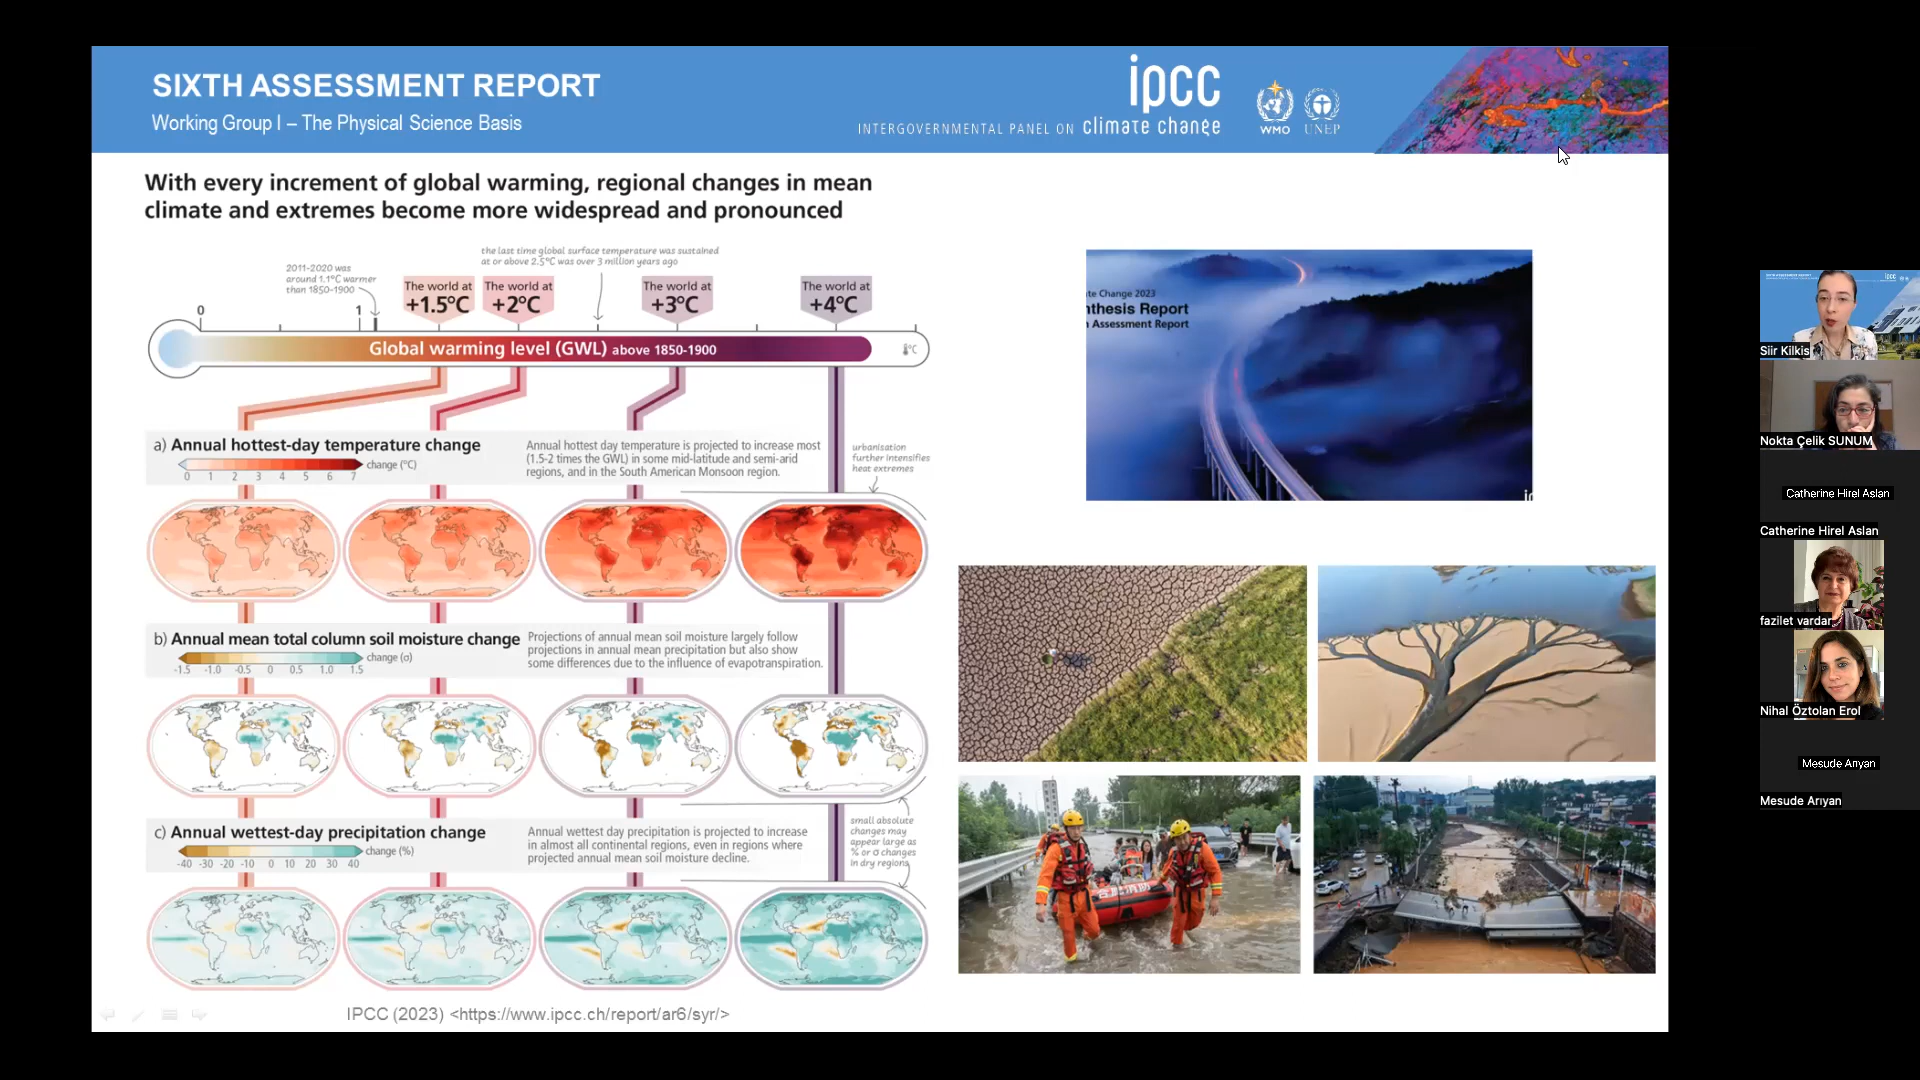 SIXTH ASSESSMENT REPORT
Working Group I – The Physical Science Basis
ipcc
INTERGOVERNMENTAL PANEL ON climate change
WMO
UNEP
With every increment of global warming, regional changes in mean
climate and extremes become more widespread and pronounced
the last time global surface temperature was sustained
at or above 2.5°C was over 3 million years ago
2011-2020 was
around 1.1°C warmer
than 1850-1900
The world at
+1.5°C
The world at
+2°C
The world at
+3°C
The world at
+4°C
0
1
Global warming level (GWL) above 1850-1900
°C
a) Annual hottest-day temperature change
change (°C)
0 1 2 3 4 5 6 7
Annual hottest day temperature is projected to increase most
(1.5-2 times the GWL) in some mid-latitude and semi-arid
regions, and in the South American Monsoon region.
urbanisation
further intensifies
heat extremes
b) Annual mean total column soil moisture change
change (σ)
-1.5 -1.0 -0.5 0 0.5 1.0 1.5
Projections of annual mean soil moisture largely follow
projections in annual mean precipitation but also show
some differences due to the influence of evapotranspiration.
c) Annual wettest-day precipitation change
change (%)
-40 -30 -20 -10 0 10 20 30 40
Annual wettest day precipitation is projected to increase
in almost all continental regions, even in regions where
projected annual mean soil moisture decline.
small absolute
changes may
appear large as
% or σ changes
in dry regions
IPCC (2023) <https://www.ipcc.ch/report/ar6/syr/>
te Change 2023
nthesis Report
h Assessment Report
Siir Kilkis
Nokta Çelik SUNUM
Catherine Hirel Aslan
Catherine Hirel Aslan
fazilet vardar
Nihal Öztolan Erol
Mesude Arıyan
Mesude Arıyan